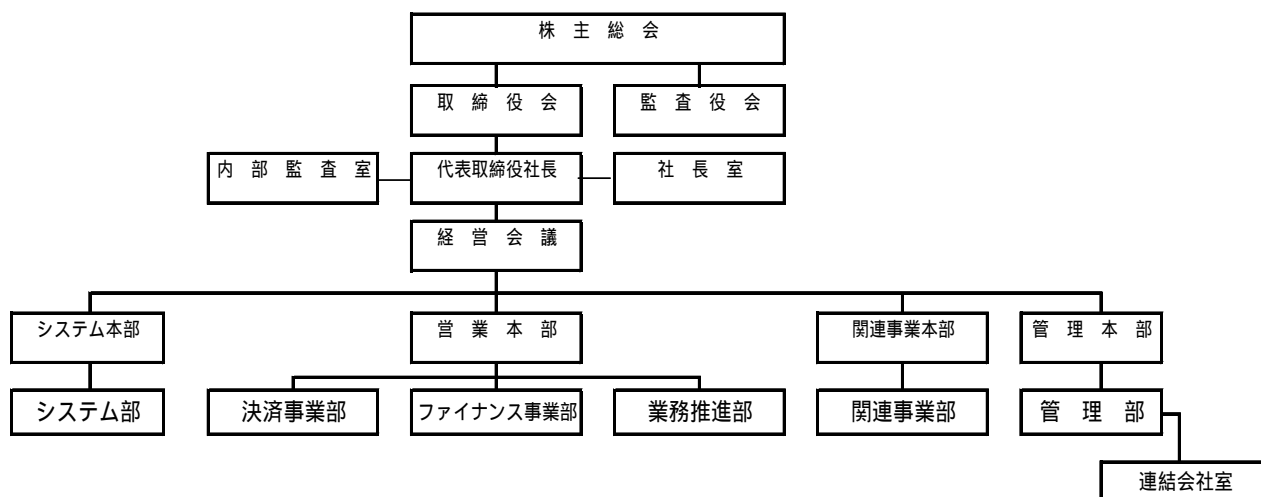 株主総会
取締役会
監査役会
内部監査室
代表取締役社長
社長室
経営会議
システム本部
営業本部
関連事業本部
管理本部
システム部
決済事業部
ファイナンス事業部
業務推進部
関連事業部
管理部
連結会社室